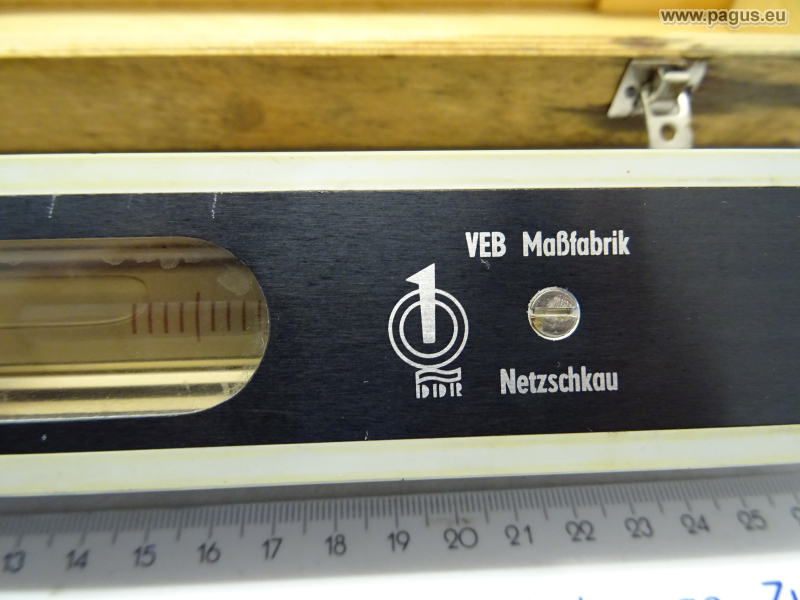 www.pagus.eu
VEB Maßfabrik
1
DDR
Netzschkau
13 14 15 16 17 18 19 20 21 22 23 24 25